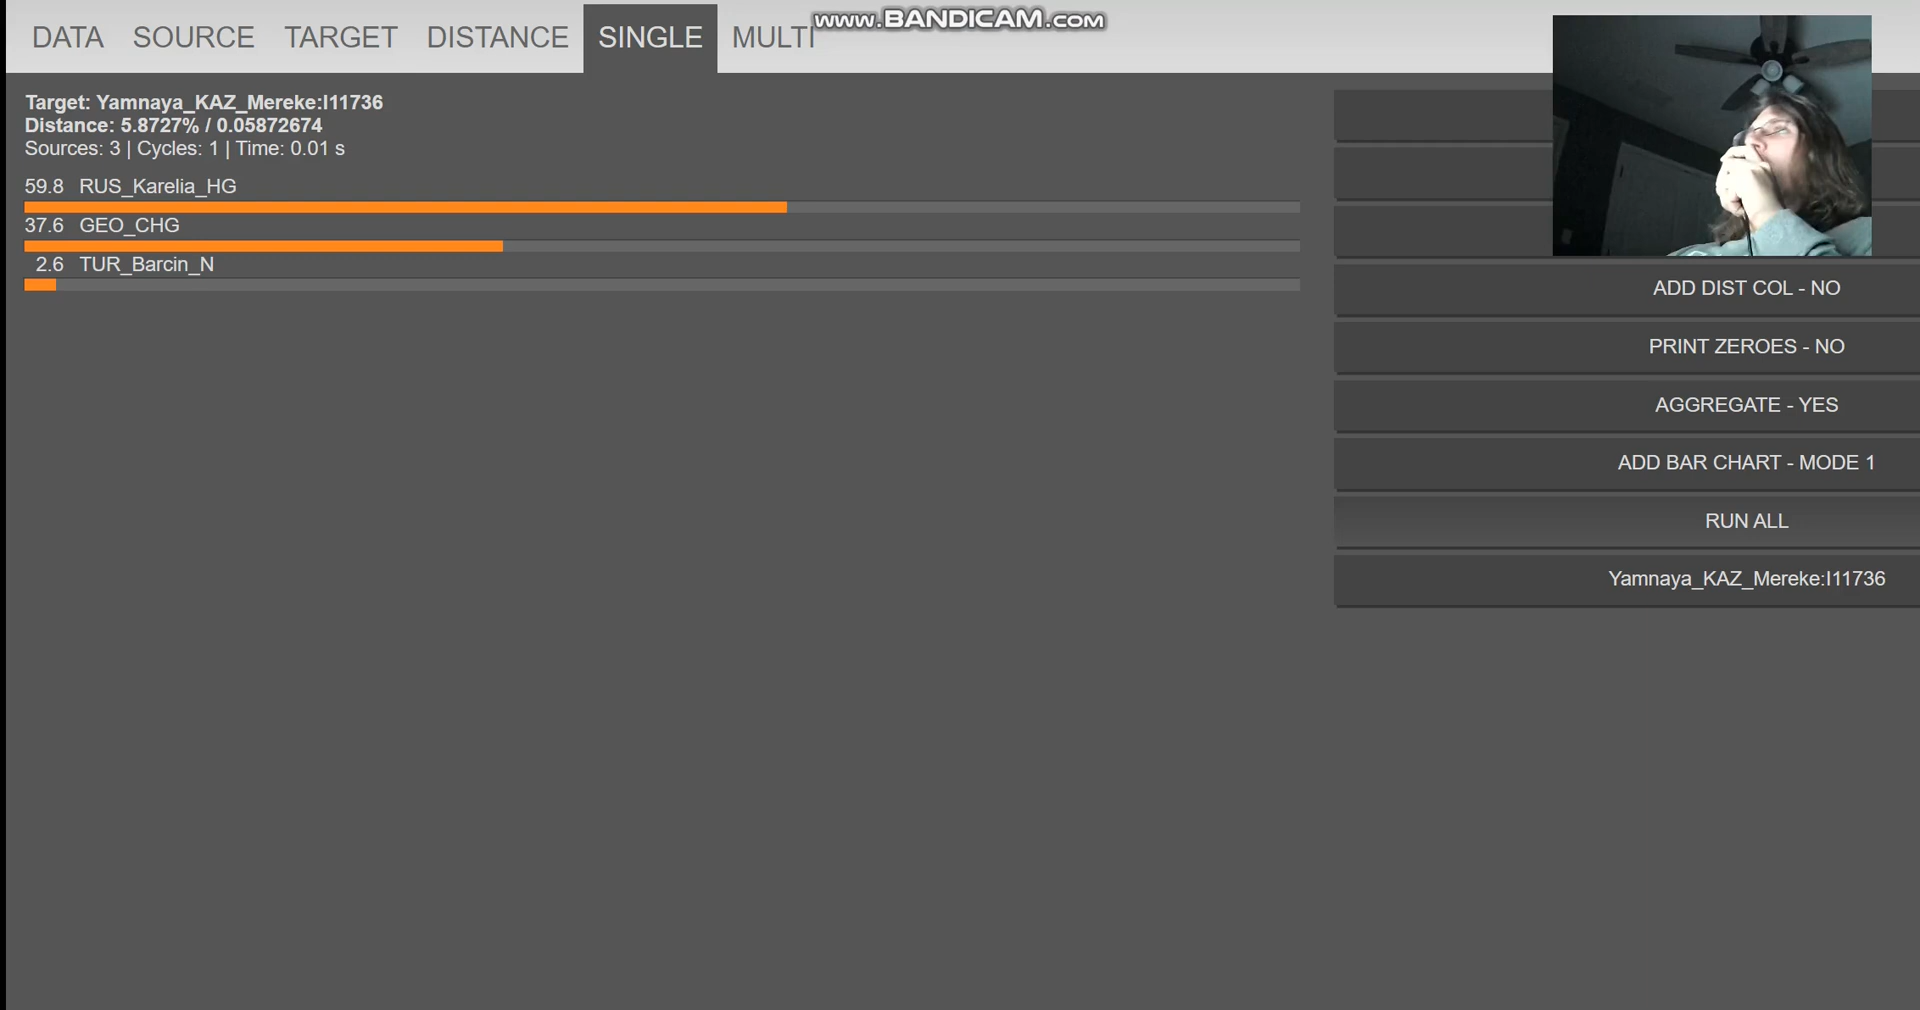 DATA SOURCE TARGET DISTANCE SINGLE MULTI
www.BANDICAM.COM
Target: Yamnaya_KAZ_Mereke:I11736
Distance: 5.8727% / 0.05872674
Sources: 3 | Cycles: 1 | Time: 0.01 s
59.8 RUS_Karelia_HG
37.6 GEO_CHG
2.6 TUR_Barcin_N
ADD DIST COL - NO
PRINT ZEROES - NO
AGGREGATE - YES
ADD BAR CHART - MODE 1
RUN ALL
Yamnaya_KAZ_Mereke:I11736